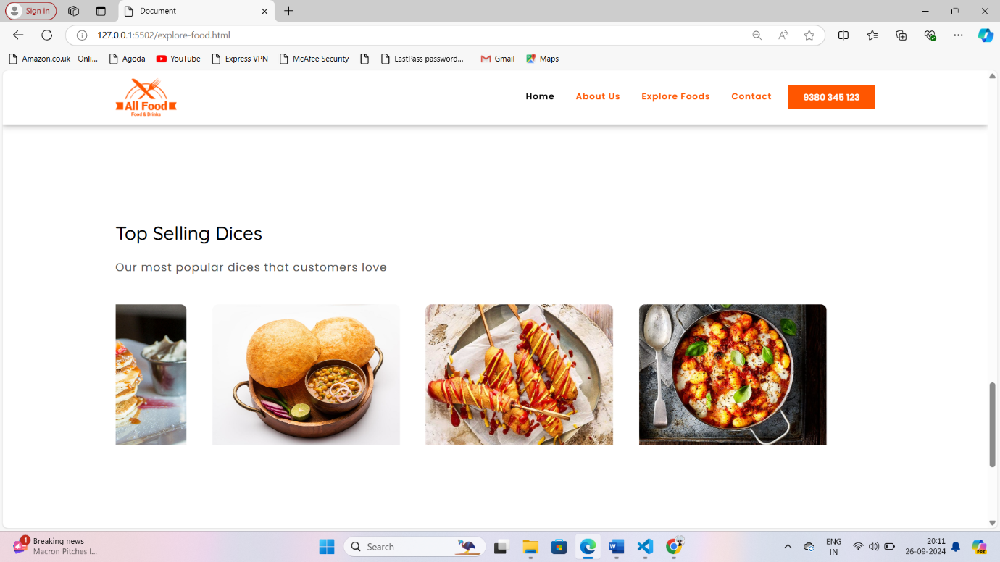 Sign in
Document
127.0.0.1:5502/explore-food.html
Amazon.co.uk - Onli...
Agoda
YouTube
Express VPN
McAfee Security
LastPass password...
Gmail
Maps
All Food
Food & Drinks
Home
About Us
Explore Foods
Contact
9380 345 123
Top Selling Dices
Our most popular dices that customers love
1
Breaking news
Macron Pitches I...
Search
ENG
IN
20:11
26-09-2024
PRE